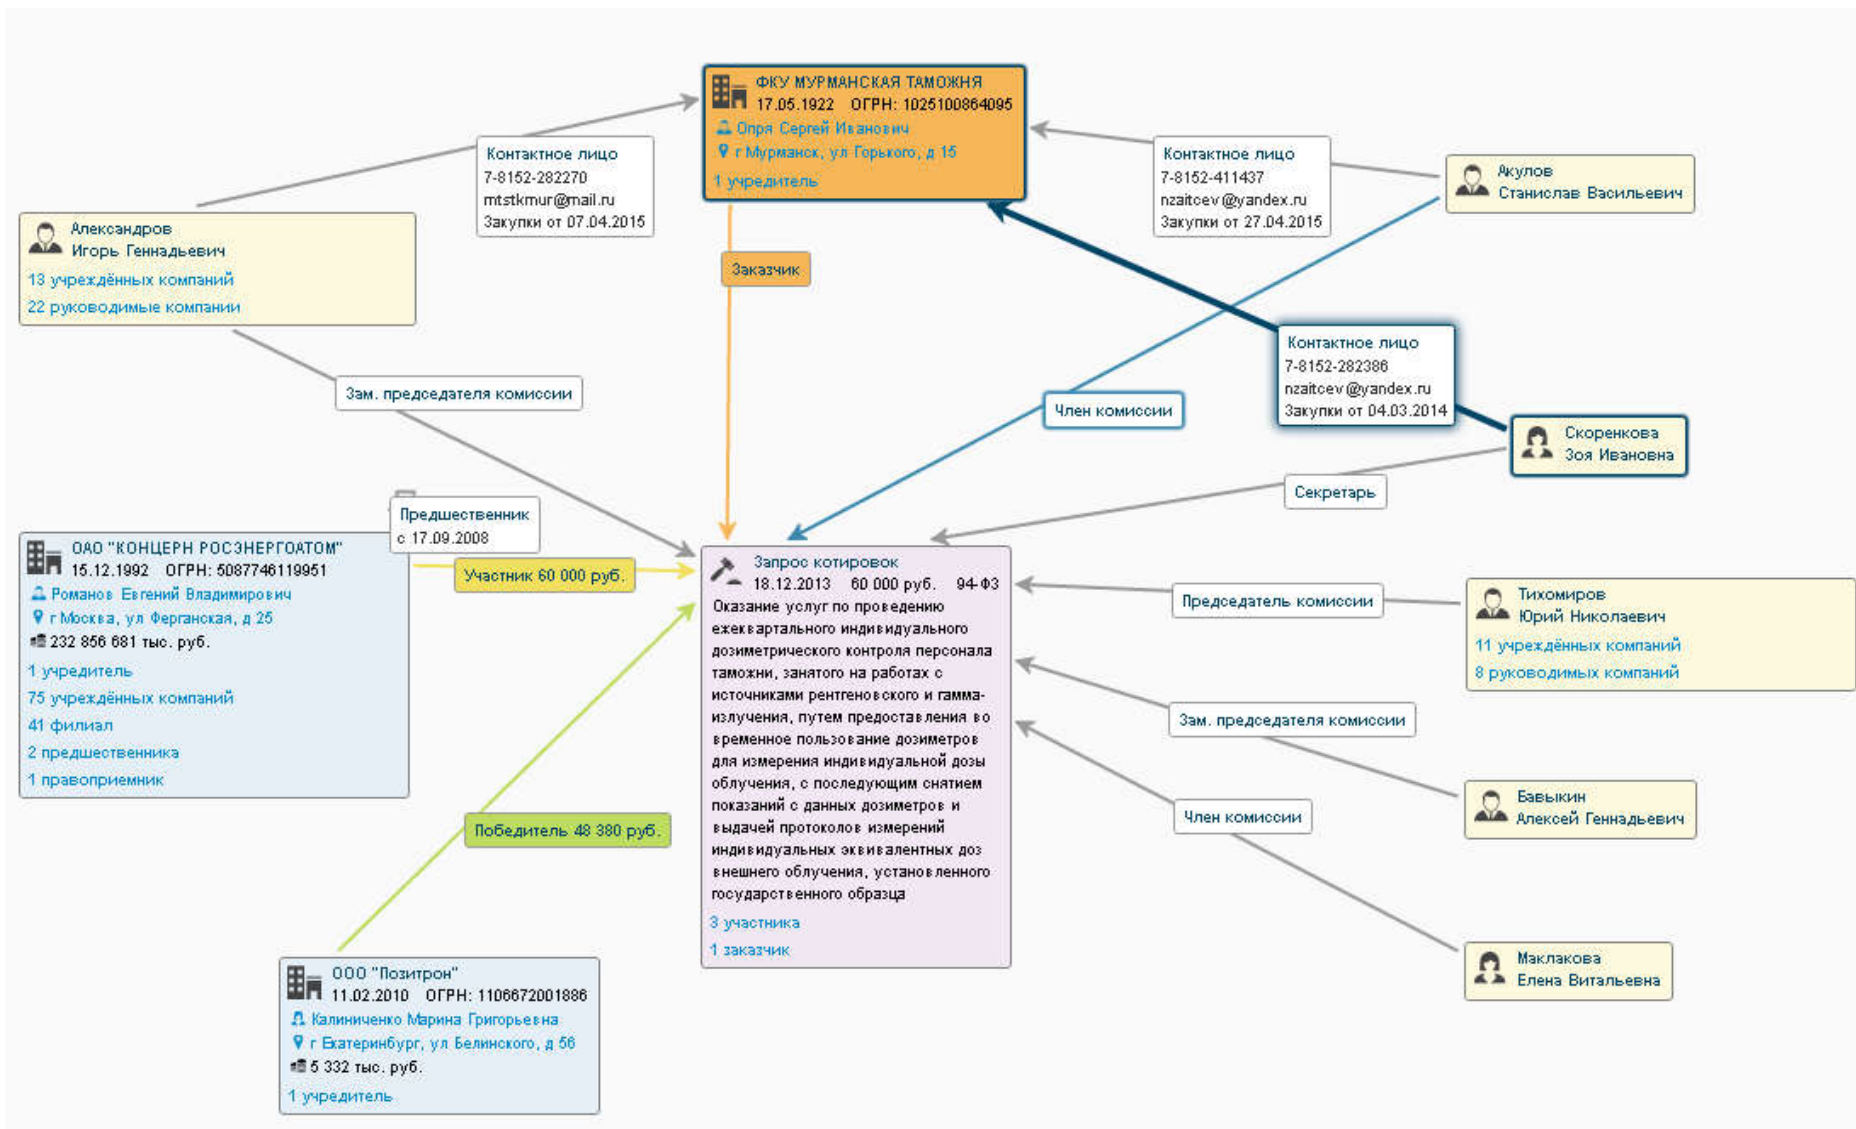 ФКУ МУРМАНСКАЯ ТАМОЖНЯ
17.05.1922 ОГРН: 1025100864095
Опря Сергей Иванович
г Мурманск, ул Горького, д 15
1 учредитель
Контактное лицо
7-8152-282270
mtstkmur@mail.ru
Закупки от 07.04.2015
Контактное лицо
7-8152-411437
nzaitcev@yandex.ru
Закупки от 27.04.2015
Акулов
Станислав Васильевич
Александров
Игорь Геннадьевич
13 учреждённых компаний
22 руководимые компании
Заказчик
Контактное лицо
7-8152-282386
nzaitcev@yandex.ru
Закупки от 04.03.2014
Зам. председателя комиссии
Член комиссии
Скоренкова
Зоя Ивановна
Секретарь
Предшественник
с 17.09.2008
ОАО "КОНЦЕРН РОСЭНЕРГОАТОМ"
15.12.1992 ОГРН: 5087746119951
Романов Евгений Владимирович
г Москва, ул Ферганская, д 25
232 856 681 тыс. руб.
1 учредитель
75 учреждённых компаний
41 филиал
2 предшественника
1 правоприемник
Участник 60 000 руб.
Запрос котировок
18.12.2013 60 000 руб. 94-ФЗ
Оказание услуг по проведению
ежеквартального индивидуального
дозиметрического контроля персонала
таможни, занятого на работах с
источниками рентгеновского и гамма-
излучения, путем предоставления во
временное пользование дозиметров
для измерения индивидуальной дозы
облучения, с последующим снятием
показаний с данных дозиметров и
выдачей протоколов измерений
индивидуальных эквивалентных доз
внешнего облучения, установленного
государственного образца
3 участника
1 заказчик
Председатель комиссии
Тихомиров
Юрий Николаевич
11 учреждённых компаний
8 руководимых компаний
Зам. председателя комиссии
Бавыкин
Алексей Геннадьевич
Член комиссии
Маклакова
Елена Витальевна
Победитель 48 380 руб.
ООО "Позитрон"
11.02.2010 ОГРН: 1106672001886
Калиниченко Марина Григорьевна
г Екатеринбург, ул Белинского, д 56
5 332 тыс. руб.
1 учредитель